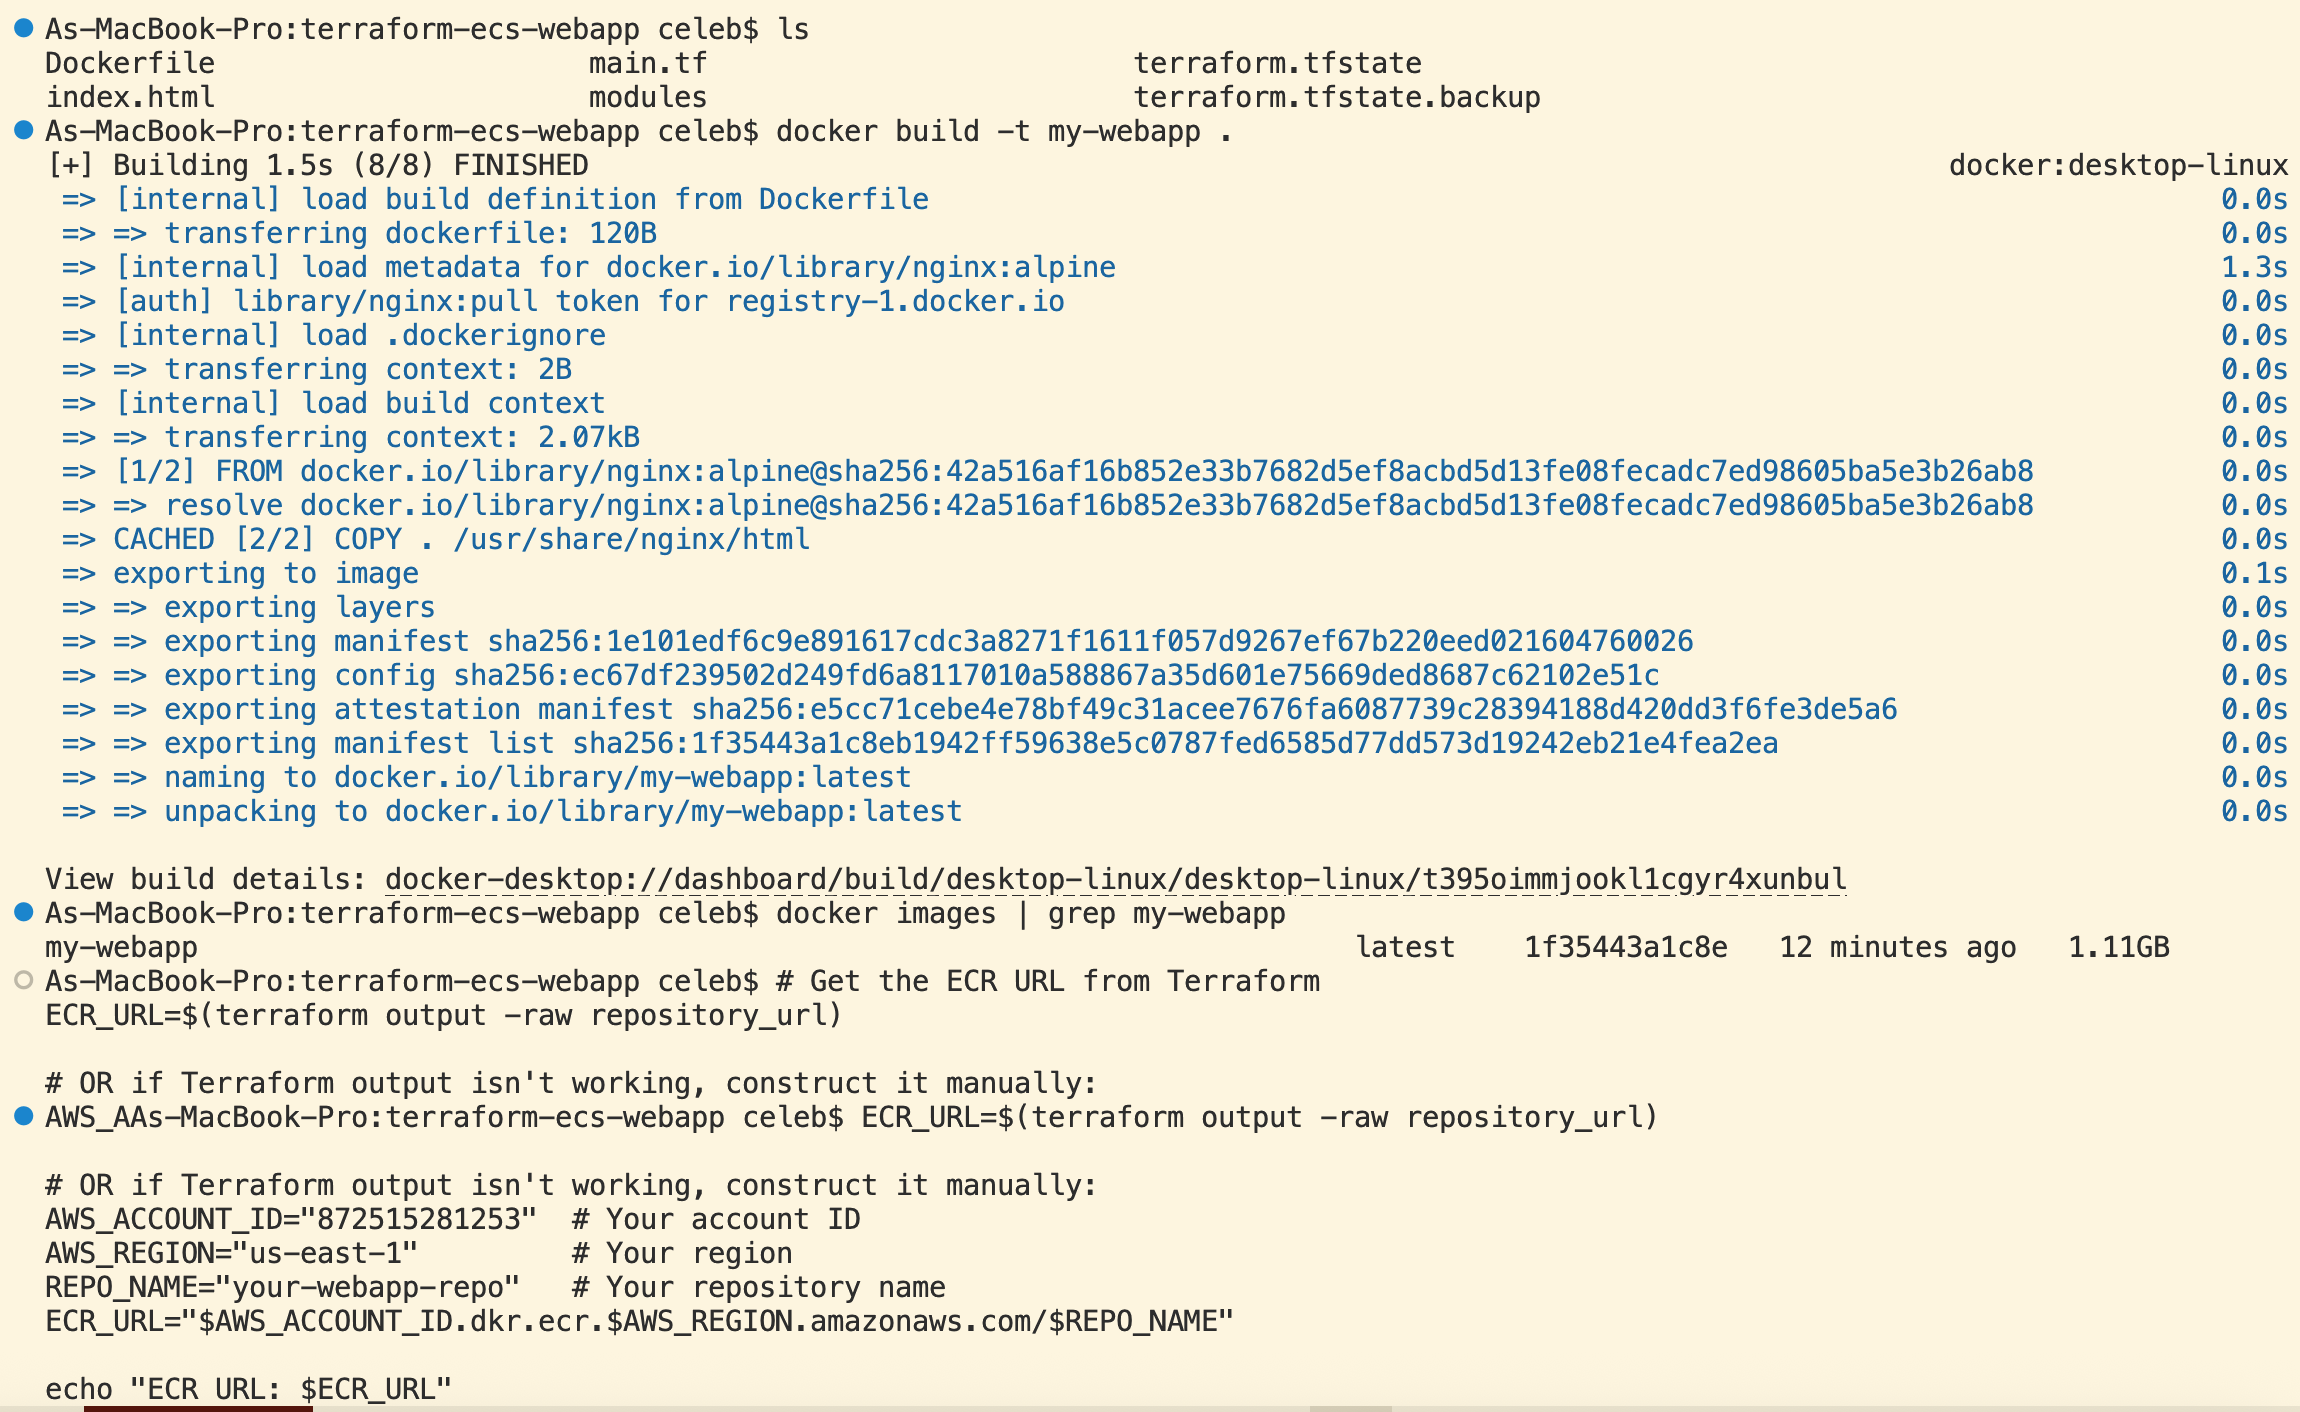 As-MacBook-Pro:terraform-ecs-webapp celeb$ ls
Dockerfile main.tf terraform.tfstate
index.html modules terraform.tfstate.backup
As-MacBook-Pro:terraform-ecs-webapp celeb$ docker build -t my-webapp .
[+] Building 1.5s (8/8) FINISHED docker:desktop-linux
=> [internal] load build definition from Dockerfile 0.0s
=> => transferring dockerfile: 120B 0.0s
=> [internal] load metadata for docker.io/library/nginx:alpine 1.3s
=> [auth] library/nginx:pull token for registry-1.docker.io 0.0s
=> [internal] load .dockerignore 0.0s
=> => transferring context: 2B 0.0s
=> [internal] load build context 0.0s
=> => transferring context: 2.07kB 0.0s
=> [1/2] FROM docker.io/library/nginx:alpine@sha256:42a516af16b852e33b7682d5ef8acbd5d13fe08fecadc7ed98605ba5e3b26ab8 0.0s
=> => resolve docker.io/library/nginx:alpine@sha256:42a516af16b852e33b7682d5ef8acbd5d13fe08fecadc7ed98605ba5e3b26ab8 0.0s
=> CACHED [2/2] COPY . /usr/share/nginx/html 0.0s
=> exporting to image 0.1s
=> => exporting layers 0.0s
=> => exporting manifest sha256:1e101edf6c9e891617cdc3a8271f1611f057d9267ef67b220eed021604760026 0.0s
=> => exporting config sha256:ec67df239502d249fd6a8117010a588867a35d601e75669ded8687c62102e51c 0.0s
=> => exporting attestation manifest sha256:e5cc71cebe4e78bf49c31acee7676fa6087739c28394188d420dd3f6fe3de5a6 0.0s
=> => exporting manifest list sha256:1f35443a1c8eb1942ff59638e5c0787fed6585d77dd573d19242eb21e4fea2ea 0.0s
=> => naming to docker.io/library/my-webapp:latest 0.0s
=> => unpacking to docker.io/library/my-webapp:latest 0.0s
View build details: docker-desktop://dashboard/build/desktop-linux/desktop-linux/t395oimmjookl1cgyr4xunbul
As-MacBook-Pro:terraform-ecs-webapp celeb$ docker images | grep my-webapp
my-webapp latest 1f35443a1c8e 12 minutes ago 1.11GB
As-MacBook-Pro:terraform-ecs-webapp celeb$ # Get the ECR URL from Terraform
ECR_URL=$(terraform output -raw repository_url)
# OR if Terraform output isn't working, construct it manually:
AWS_AAs-MacBook-Pro:terraform-ecs-webapp celeb$ ECR_URL=$(terraform output -raw repository_url)
# OR if Terraform output isn't working, construct it manually:
AWS_ACCOUNT_ID="872515281253" # Your account ID
AWS_REGION="us-east-1" # Your region
REPO_NAME="your-webapp-repo" # Your repository name
ECR_URL="$AWS_ACCOUNT_ID.dkr.ecr.$AWS_REGION.amazonaws.com/$REPO_NAME"
echo "ECR URL: $ECR_URL"